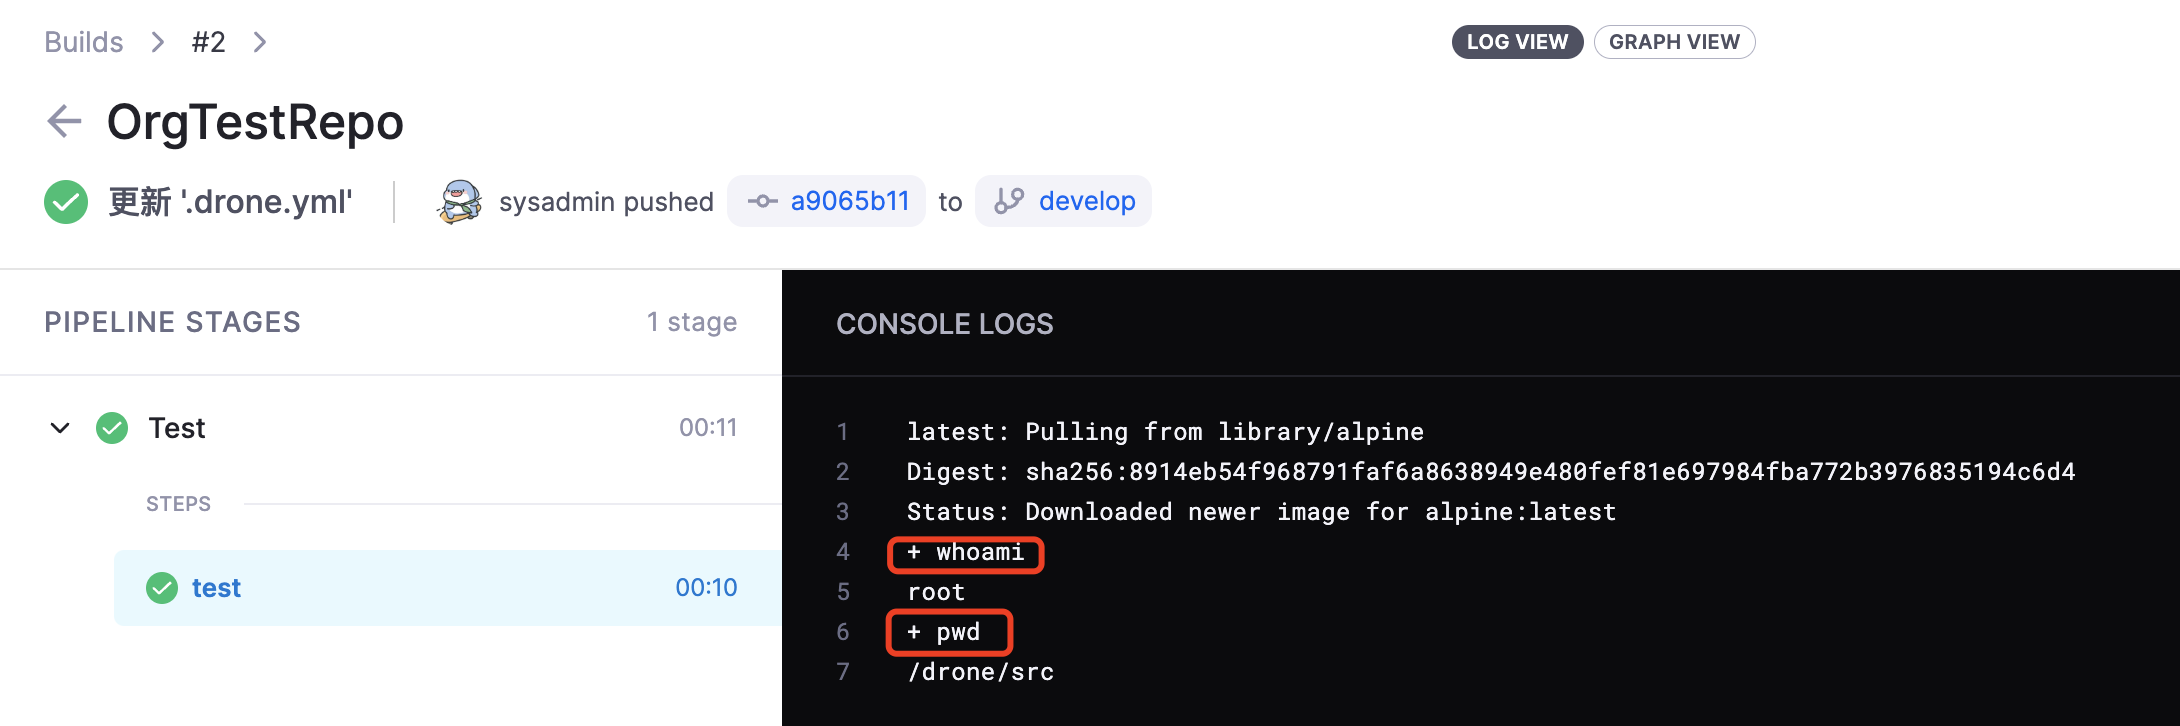 Builds > #2 >
LOG VIEW GRAPH VIEW
OrgTestRepo
更新 '.drone.yml' sysadmin pushed a9065b11 to develop
PIPELINE STAGES 1 stage
Test 00:11
STEPS
test 00:10
CONSOLE LOGS
1 latest: Pulling from library/alpine
2 Digest: sha256:8914eb54f968791faf6a8638949e480fef81e697984fba772b3976835194c6d4
3 Status: Downloaded newer image for alpine:latest
4 + whoami
5 root
6 + pwd
7 /drone/src